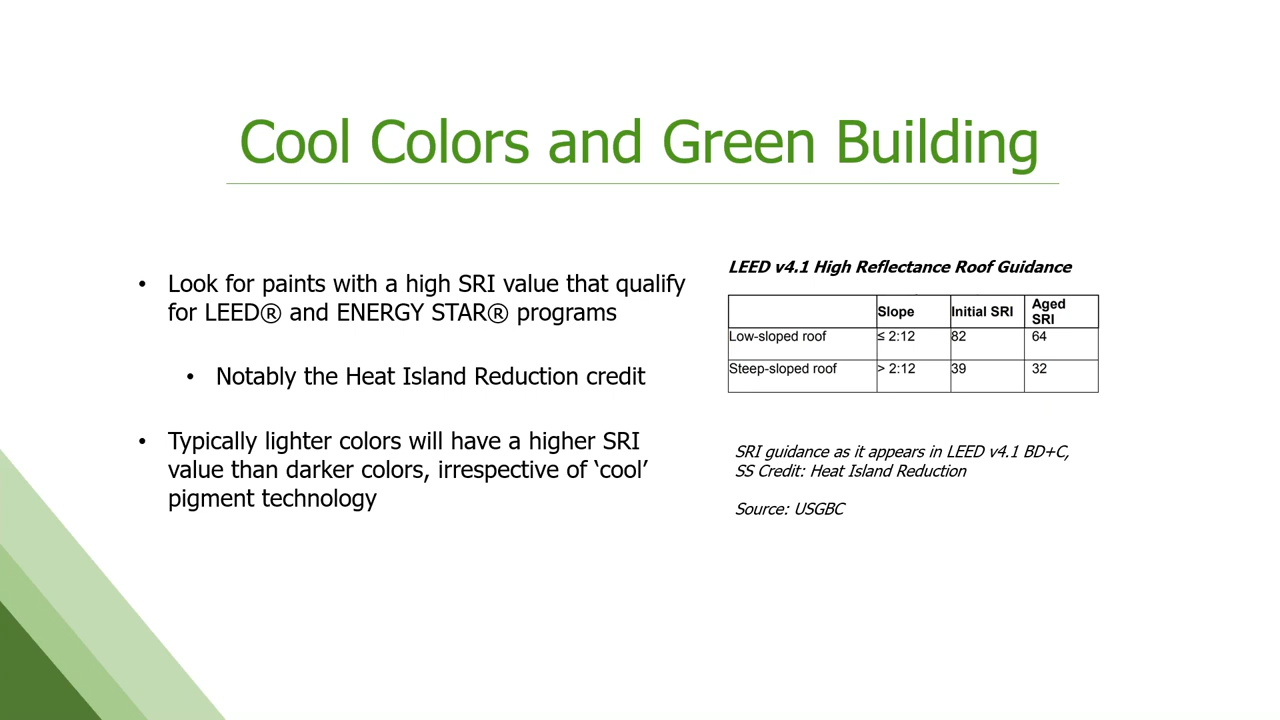 Cool Colors and Green Building
• Look for paints with a high SRI value that qualify
for LEED® and ENERGY STAR® programs
• Notably the Heat Island Reduction credit
• Typically lighter colors will have a higher SRI
value than darker colors, irrespective of ‘cool’
pigment technology
LEED v4.1 High Reflectance Roof Guidance
Slope Initial SRI Aged
SRI
Low-sloped roof ≤ 2:12 82 64
Steep-sloped roof > 2:12 39 32
SRI guidance as it appears in LEED v4.1 BD+C,
SS Credit: Heat Island Reduction
Source: USGBC